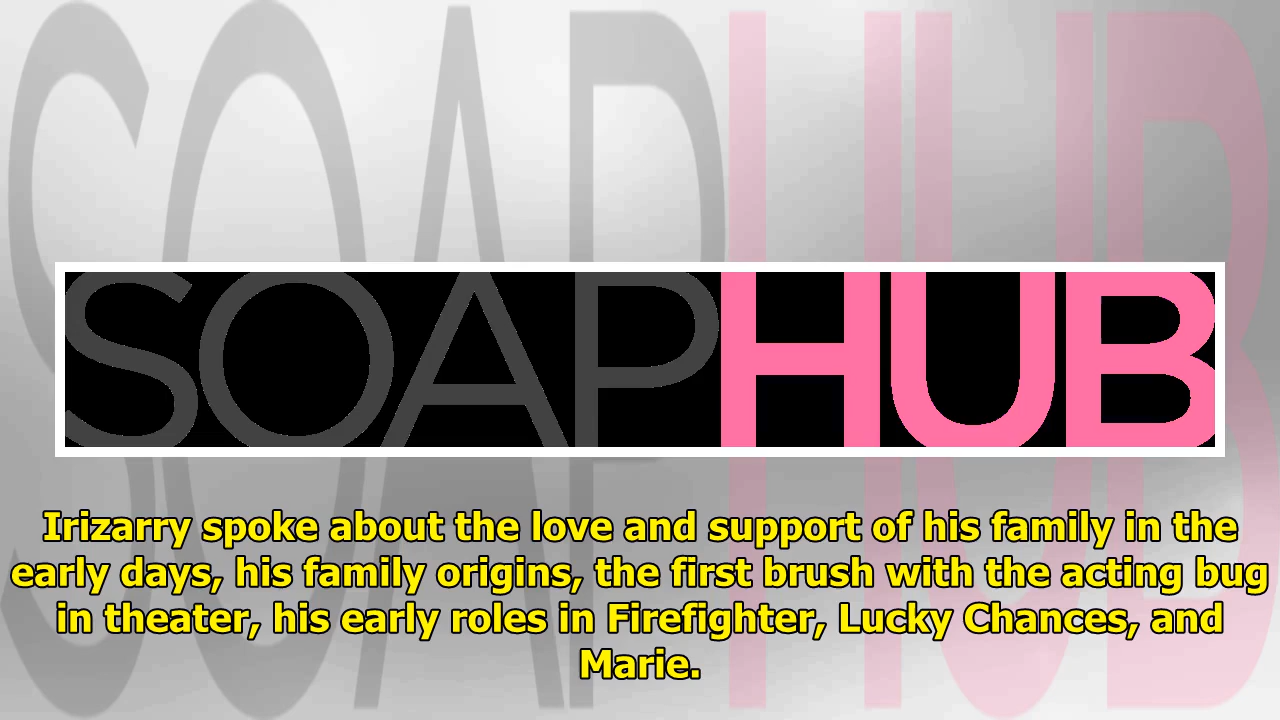 SOAPHUB
SOAPHUB
Irizarry spoke about the love and support of his family in the
early days, his family origins, the first brush with the acting bug
in theater, his early roles in Firefighter, Lucky Chances, and
Marie.